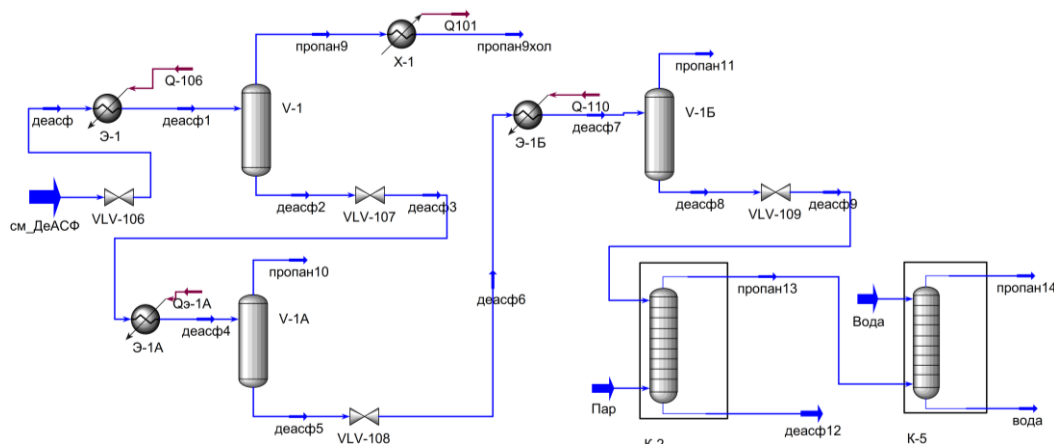 Q101
пропан9
пропан9хол
X-1
Q-106
V-1
деасф
деасф1
Э-1
см_ДеАСФ
VLV-106
деасф2
деасф3
VLV-107
пропан11
Q-110
V-1Б
деасф7
Э-1Б
деасф8
деасф9
VLV-109
пропан10
Qэ-1А
V-1А
деасф4
Э-1А
деасф6
деасф5
VLV-108
пропан13
пропан14
Вода
Пар
деасф12
вода
К-2
К-5